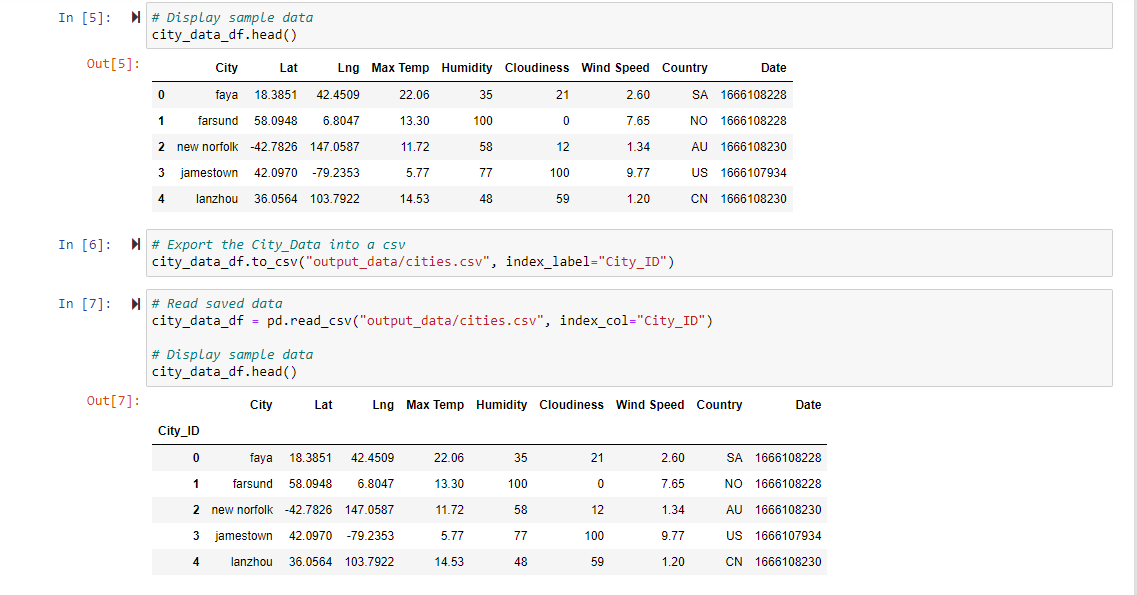 In [5]: # Display sample data
city_data_df.head()
Out[5]:
City Lat Lng Max Temp Humidity Cloudiness Wind Speed Country Date
0 faya 18.3851 42.4509 22.06 35 21 2.60 SA 1666108228
1 farsund 58.0948 6.8047 13.30 100 0 7.65 NO 1666108228
2 new norfolk -42.7826 147.0587 11.72 58 12 1.34 AU 1666108230
3 jamestown 42.0970 -79.2353 5.77 77 100 9.77 US 1666107934
4 lanzhou 36.0564 103.7922 14.53 48 59 1.20 CN 1666108230
In [6]: # Export the City_Data into a csv
city_data_df.to_csv("output_data/cities.csv", index_label="City_ID")
In [7]: # Read saved data
city_data_df = pd.read_csv("output_data/cities.csv", index_col="City_ID")
# Display sample data
city_data_df.head()
Out[7]:
City Lat Lng Max Temp Humidity Cloudiness Wind Speed Country Date
City_ID
0 faya 18.3851 42.4509 22.06 35 21 2.60 SA 1666108228
1 farsund 58.0948 6.8047 13.30 100 0 7.65 NO 1666108228
2 new norfolk -42.7826 147.0587 11.72 58 12 1.34 AU 1666108230
3 jamestown 42.0970 -79.2353 5.77 77 100 9.77 US 1666107934
4 lanzhou 36.0564 103.7922 14.53 48 59 1.20 CN 1666108230